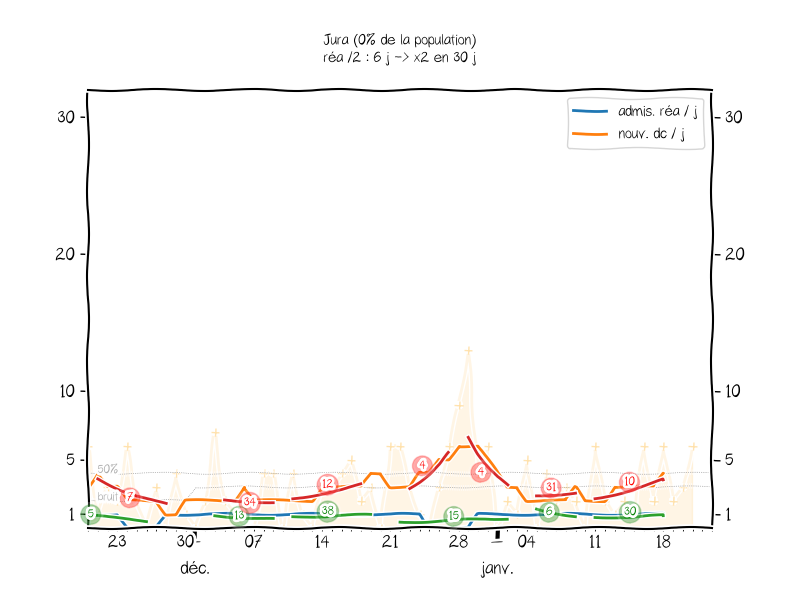 Jura (0% de la population)
réa /2 : 6 j -> x2 en 30 j
admis. réa / j
nouv. dc / j
30 30
20 20
10 10
5 5
1 1
50%
bruit
5 7 13 34 12 38 4 15 4 31 6 10 30
23 30 07 14 21 28 04 11 18
déc. janv.